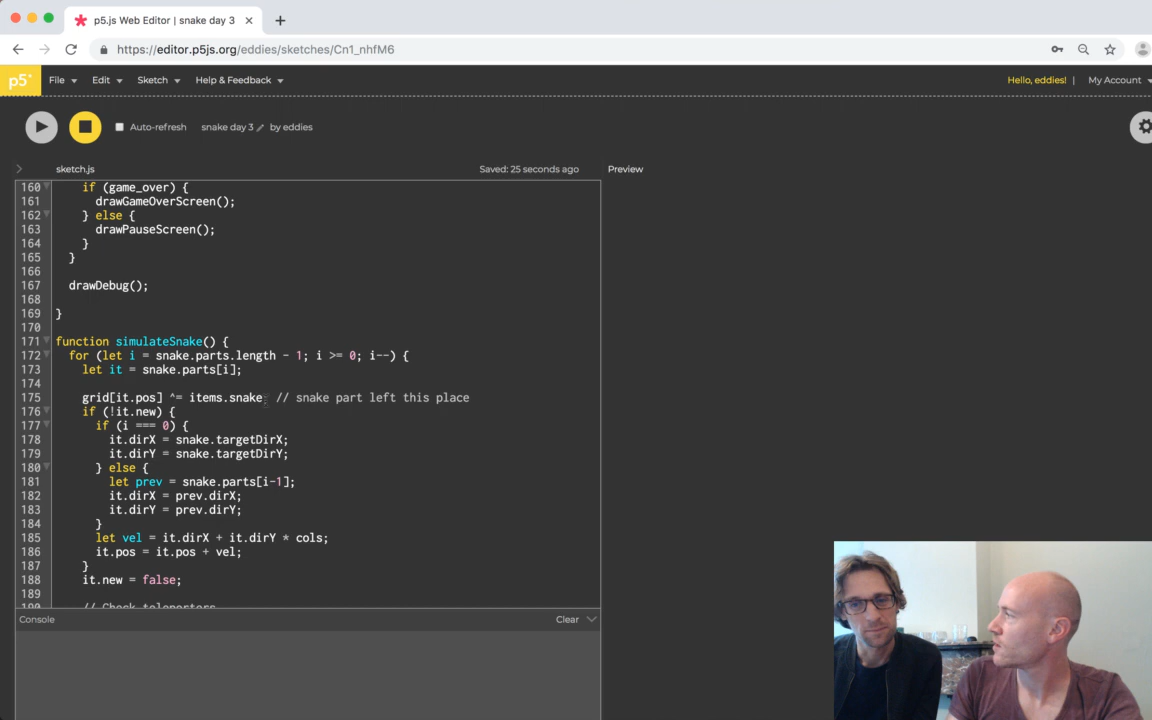 p5.js Web Editor | snake day 3
https://editor.p5js.org/eddies/sketches/Cn1_nhfM6
p5* File Edit Sketch Help & Feedback Hello, eddies! | My Account
Auto-refresh snake day 3 by eddies
sketch.js Saved: 25 seconds ago Preview
160 if (game_over) {
161 drawGameOverScreen();
162 } else {
163 drawPauseScreen();
164 }
165 }
166
167 drawDebug();
168
169 }
170
171 function simulateSnake() {
172 for (let i = snake.parts.length - 1; i >= 0; i--) {
173 let it = snake.parts[i];
174
175 grid[it.pos] ^= items.snake // snake part left this place
176 if (!it.new) {
177 if (i === 0) {
178 it.dirX = snake.targetDirX;
179 it.dirY = snake.targetDirY;
180 } else {
181 let prev = snake.parts[i-1];
182 it.dirX = prev.dirX;
183 it.dirY = prev.dirY;
184 }
185 let vel = it.dirX + it.dirY * cols;
186 it.pos = it.pos + vel;
187 }
188 it.new = false;
189
190 // Check teleporters
Console Clear